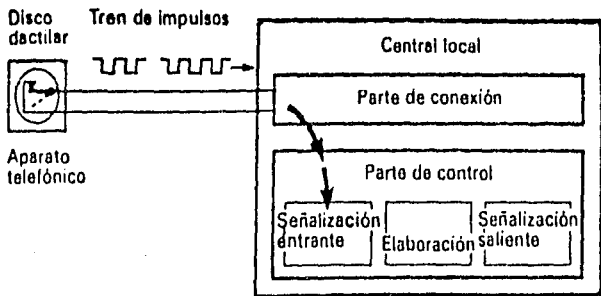 Disco
dactilar
Tren de impulsos
Central local
Parte de conexión
Aparato
telefónico
Parte de control
Señalización
entrante
Elaboración
Señalización
saliente